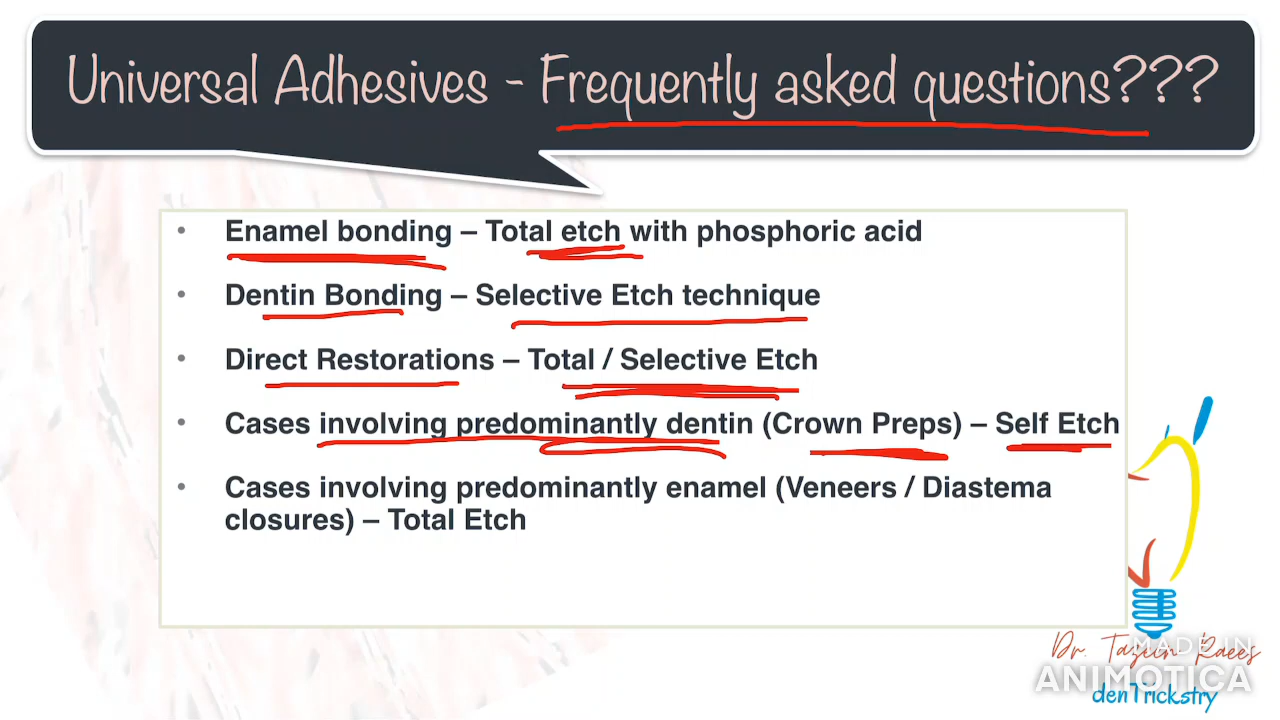 Universal Adhesives - Frequently asked questions???
• Enamel bonding – Total etch with phosphoric acid
• Dentin Bonding – Selective Etch technique
• Direct Restorations – Total / Selective Etch
• Cases involving predominantly dentin (Crown Preps) – Self Etch
• Cases involving predominantly enamel (Veneers / Diastema
closures) – Total Etch
Dr. Raees
MADE IN
ANIMOTICA
denTrickstry